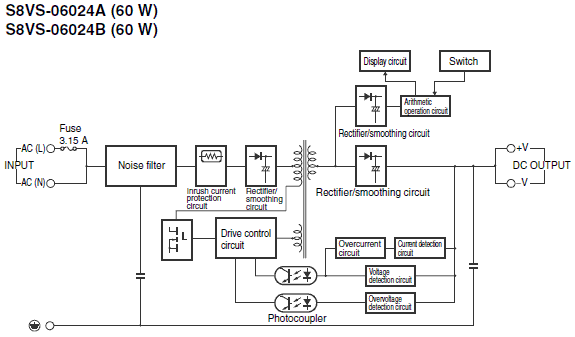 S8VS-06024A (60 W)
S8VS-06024B (60 W)
Display circuit
Switch
Arithmetic
operation circuit
Rectifier/smoothing circuit
Fuse
3.15 A
AC (L)
INPUT
AC (N)
Noise filter
Inrush current
protection
circuit
Rectifier/
smoothing
circuit
Rectifier/smoothing circuit
+V
DC OUTPUT
-V
Drive control
circuit
Overcurrent
circuit
Current detection
circuit
Voltage
detection circuit
Overvoltage
detection circuit
Photocoupler